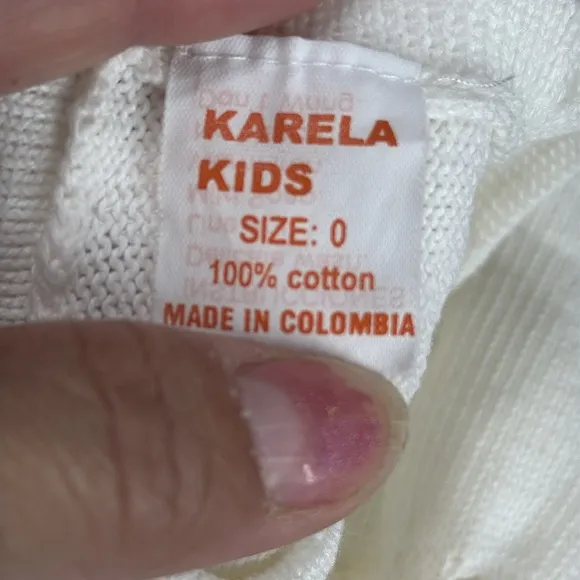 KARELA
KIDS
SIZE: 0
100% cotton
MADE IN COLOMBIA